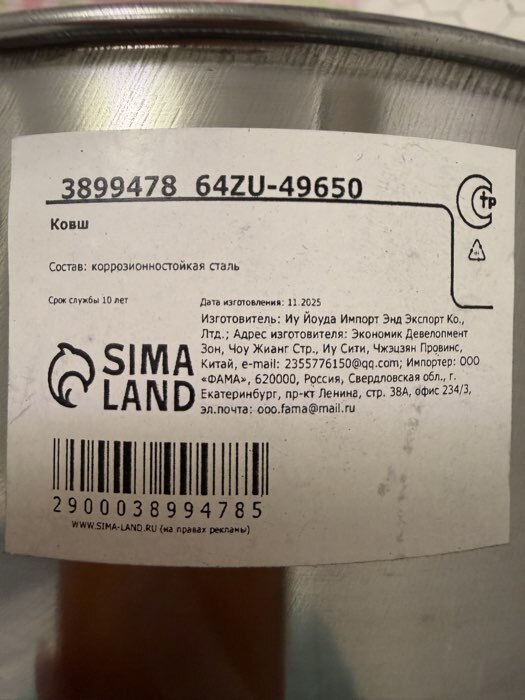 3899478 64ZU-49650
Ковш
Состав: коррозионностойкая сталь
Срок службы 10 лет
Дата изготовления: 11.2025
Изготовитель: Иу Йоуда Импорт Энд Экспорт Ко.,
Лтд.; Адрес изготовителя: Экономик Девелопмент
Зон, Чоу Жианг Стр., Иу Сити, Чжэцзян Провинс,
Китай, e-mail: 2355776150@qq.com; Импортер: ООО
«ФАМА», 620000, Россия, Свердловская обл., г.
Екатеринбург, пр-кт Ленина, стр. 38А, офис 234/3,
эл.почта: ooo.fama@mail.ru
SIMA
LAND
2900038994785
WWW.SIMA-LAND.RU (на правах рекламы)
Стр